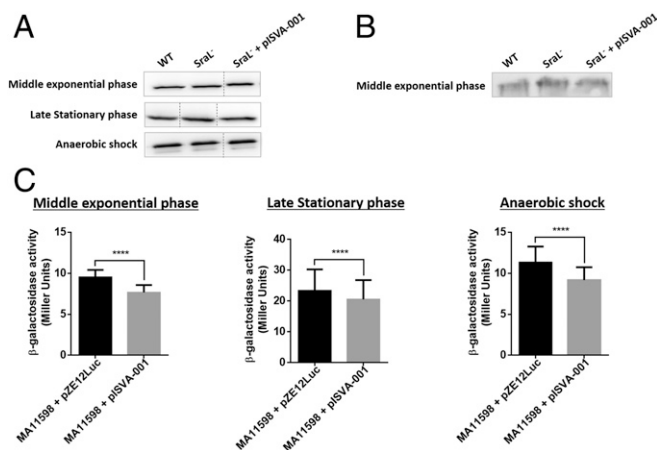 A
WT
SraL-
SraL- + pISVA-001
Middle exponential phase
Late Stationary phase
Anaerobic shock
B
WT
SraL-
SraL- + pISVA-001
Middle exponential phase
C
Middle exponential phase
β-galactosidase activity
(Miller Units)
15
10
5
0
****
MA11598 + pZE12Luc
MA11598 + pISVA-001
Late Stationary phase
β-galactosidase activity
(Miller Units)
40
30
20
10
0
****
MA11598 + pZE12Luc
MA11598 + pISVA-001
Anaerobic shock
β-galactosidase activity
(Miller Units)
15
10
5
0
****
MA11598 + pZE12Luc
MA11598 + pISVA-001